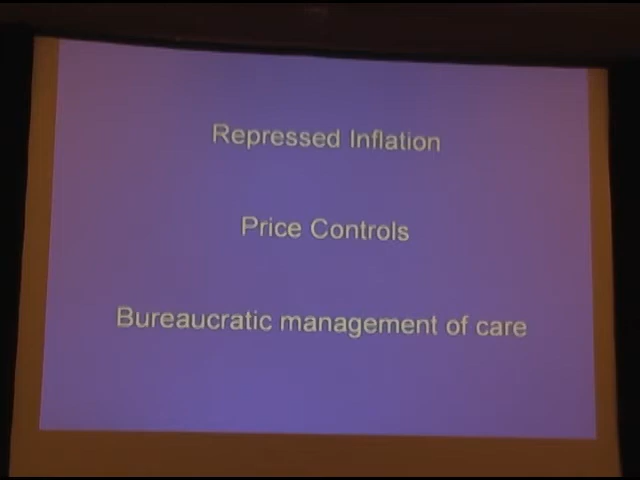 Repressed Inflation
Price Controls
Bureaucratic management of care